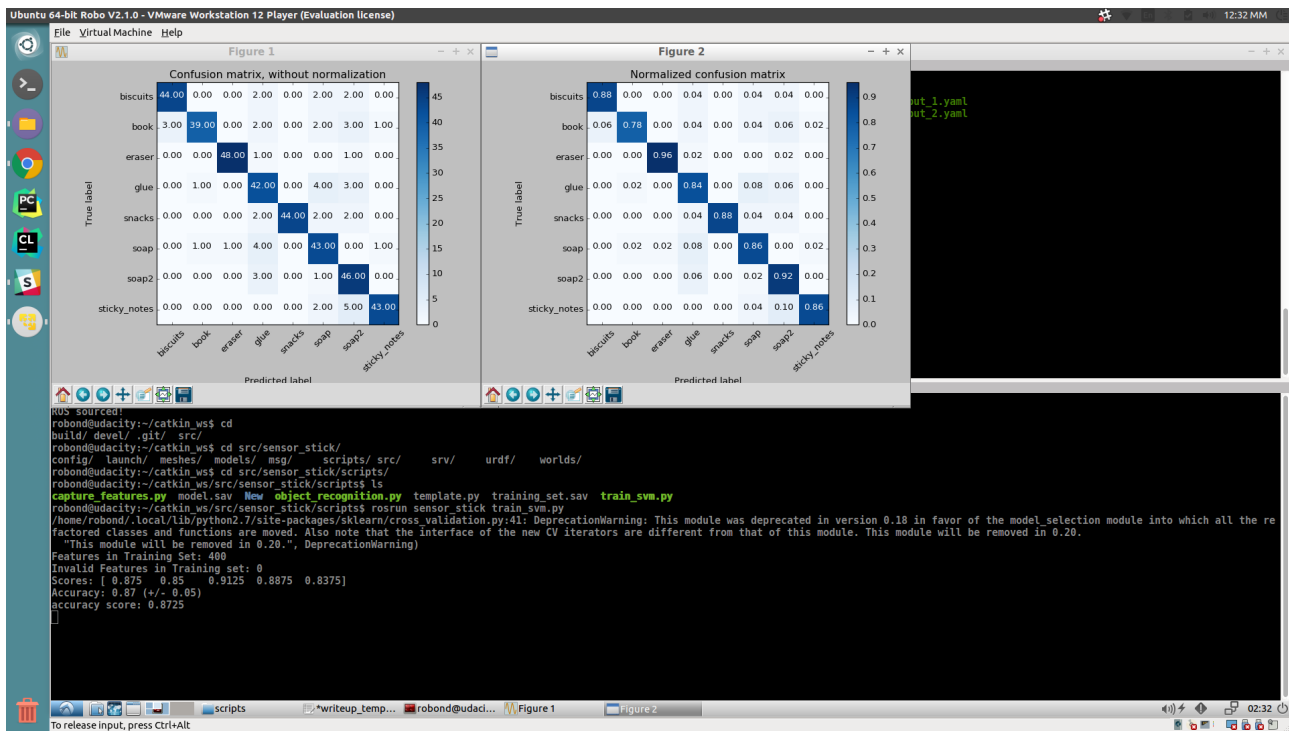 Ubuntu 64-bit Robo V2.1.0 - VMware Workstation 12 Player (Evaluation license)
12:32 MM
File Virtual Machine Help
Figure 1
Confusion matrix, without normalization
biscuits 44.00 0.00 0.00 2.00 0.00 2.00 2.00 0.00
book 3.00 39.00 0.00 2.00 0.00 2.00 3.00 1.00
eraser 0.00 0.00 48.00 1.00 0.00 0.00 1.00 0.00
glue 0.00 1.00 0.00 42.00 0.00 4.00 3.00 0.00
snacks 0.00 0.00 0.00 2.00 44.00 2.00 2.00 0.00
soap 0.00 1.00 1.00 4.00 0.00 43.00 0.00 1.00
soap2 0.00 0.00 0.00 3.00 0.00 1.00 46.00 0.00
sticky_notes 0.00 0.00 0.00 0.00 0.00 2.00 5.00 43.00
True label
biscuits book eraser glue snacks soap soap2 sticky_notes
Predicted label
45
40
35
30
25
20
15
10
5
0
Figure 2
Normalized confusion matrix
biscuits 0.88 0.00 0.00 0.04 0.00 0.04 0.04 0.00
book 0.06 0.78 0.00 0.04 0.00 0.04 0.06 0.02
eraser 0.00 0.00 0.96 0.02 0.00 0.00 0.02 0.00
glue 0.00 0.02 0.00 0.84 0.00 0.08 0.06 0.00
snacks 0.00 0.00 0.00 0.04 0.88 0.04 0.04 0.00
soap 0.00 0.02 0.02 0.08 0.00 0.86 0.00 0.02
soap2 0.00 0.00 0.00 0.06 0.00 0.02 0.92 0.00
sticky_notes 0.00 0.00 0.00 0.00 0.00 0.04 0.10 0.86
True label
biscuits book eraser glue snacks soap soap2 sticky_notes
Predicted label
0.9
0.8
0.7
0.6
0.5
0.4
0.3
0.2
0.1
0.0
put_1.yaml
out_2.yaml
PC
CL
S
ROS sourced!
robond@udacity:~/catkin_ws$ cd
build/ devel/ .git/ src/
robond@udacity:~/catkin_ws$ cd src/sensor_stick/
config/ launch/ meshes/ models/ msg/ scripts/ src/ srv/ urdf/ worlds/
robond@udacity:~/catkin_ws$ cd src/sensor_stick/scripts/
robond@udacity:~/catkin_ws/src/sensor_stick/scripts$ ls
capture_features.py model.sav New object_recognition.py template.py training_set.sav train_svm.py
robond@udacity:~/catkin_ws/src/sensor_stick/scripts$ rosrun sensor_stick train_svm.py
/home/robond/.local/lib/python2.7/site-packages/sklearn/cross_validation.py:41: DeprecationWarning: This module was deprecated in version 0.18 in favor of the model_selection module into which all the re
factored classes and functions are moved. Also note that the interface of the new CV iterators are different from that of this module. This module will be removed in 0.20.
"This module will be removed in 0.20.", DeprecationWarning)
Features in Training Set: 400
Invalid Features in Training set: 0
Scores: [ 0.875 0.85 0.9125 0.8875 0.8375]
Accuracy: 0.87 (+/- 0.05)
accuracy score: 0.8725
scripts
*writeup_temp...
robond@udaci...
Figure 1
Figure 2
02:32
To release input, press Ctrl+Alt